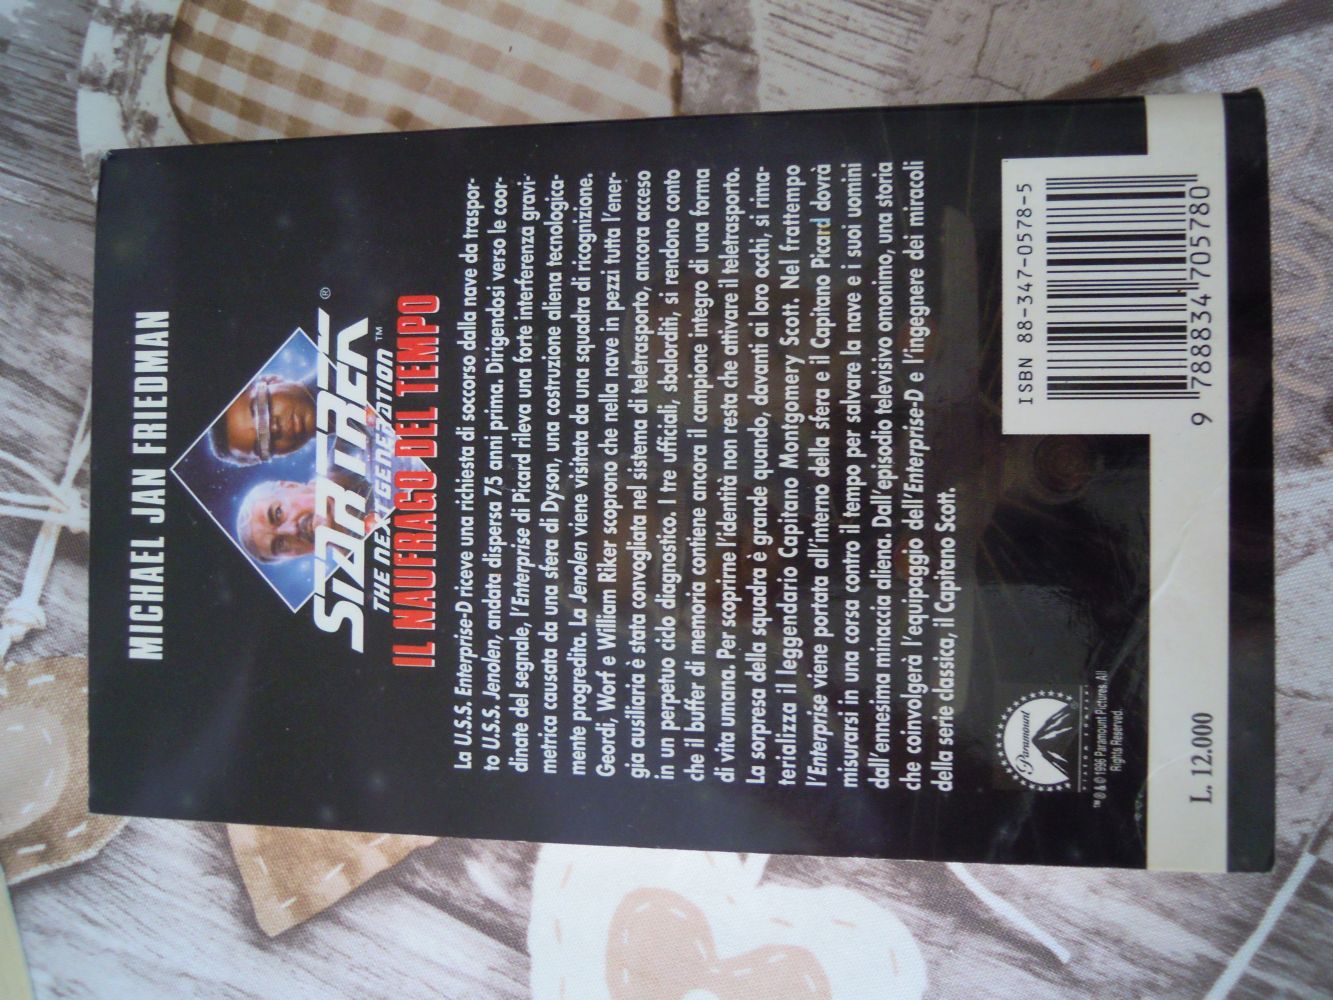 MICHAEL JAN FRIEDMAN
STAR TREK ®
THE NEXT GENERATION ™
IL NAUFRAGO DEL TEMPO
La U.S.S. Enterprise-D riceve una richiesta di soccorso dalla nave da traspor-
to U.S.S. Jenolen, andata dispersa 75 anni prima. Dirigendosi verso le coor-
dinate del segnale, l'Enterprise di Picard rileva una forte interferenza gravi-
metrica causata da una sfera di Dyson, una costruzione aliena tecnologica-
mente progredita. La Jenolen viene visitata da una squadra di ricognizione.
Geordi, Worf e William Riker scoprono che nella nave in pezzi tutta l'ener-
gia ausiliaria è stata convogliata nel sistema di teletrasporto, ancora acceso
in un perpetuo ciclo diagnostico. I tre ufficiali, sbalorditi, si rendono conto
che il buffer di memoria contiene ancora il campione integro di una forma
di vita umana. Per scoprirne l'identità non resta che attivare il teletrasporto.
La sorpresa della squadra è grande quando, davanti ai loro occhi, si rima-
terializza il leggendario Capitano Montgomery Scott. Nel frattempo
l'Enterprise viene portata all'interno della sfera e il Capitano Picard dovrà
misurarsi in una corsa contro il tempo per salvare la nave e i suoi uomini
dall'ennesima minaccia aliena. Dall'episodio televisivo omonimo, una storia
che coinvolgerà l'equipaggio dell'Enterprise-D e l'ingegnere dei miracoli
della serie classica, il Capitano Scott.
Paramount
™ ® & © 1996 Paramount Pictures. All
Rights Reserved.
ISBN 88-347-0578-5
9 788834 705780
L. 12.000